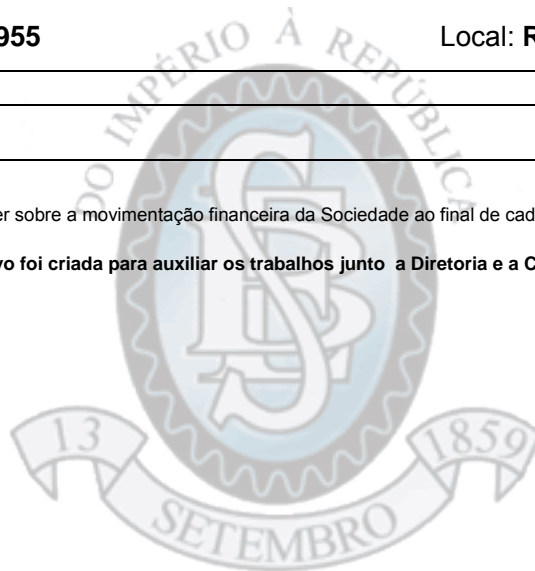 955 Local: R
DO IMPÉRIO À REPÚBLICA
er sobre a movimentação financeira da Sociedade ao final de cad
vo foi criada para auxiliar os trabalhos junto a Diretoria e a C
SBE
13 1859
SETEMBRO